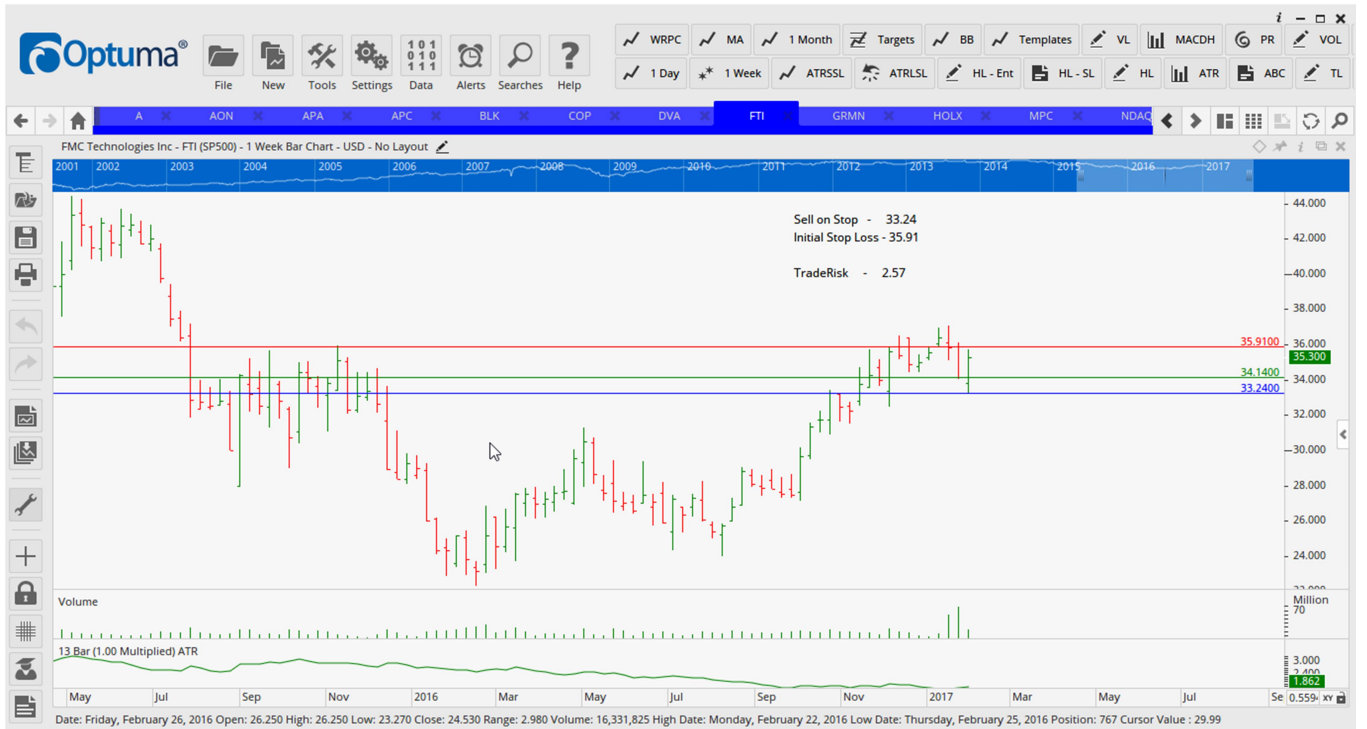 i
Optuma®
File New Tools Settings Data Alerts Searches Help
WRPC MA 1 Month Targets BB Templates VL MACDH PR VOL
1 Day 1 Week ATRSSL ATRLSL HL - Ent HL - SL HL ATR ABC TL
A AON APA APC BLK COP DVA FTI GRMN HOLX MPC NDAQ
FMC Technologies Inc - FTI (SP500) - 1 Week Bar Chart - USD - No Layout
2001 2002 2003 2004 2005 2006 2007 2008 2009 2010 2011 2012 2013 2014 2015 2016 2017
Sell on Stop - 33.24
Initial Stop Loss - 35.91
TradeRisk - 2.57
44.000
42.000
40.000
38.000
36.000
35.9100
35.300
34.1400
34.000
33.2400
32.000
30.000
28.000
26.000
24.000
Volume
Million
70
13 Bar (1.00 Multiplied) ATR
3.000
1.862
May Jul Sep Nov 2016 Mar May Jul Sep Nov 2017 Mar May Jul Se 0.559 XY
Date: Friday, February 26, 2016 Open: 26.250 High: 26.250 Low: 23.270 Close: 24.530 Range: 2.980 Volume: 16,331,825 High Date: Monday, February 22, 2016 Low Date: Thursday, February 25, 2016 Position: 767 Cursor Value : 29.99